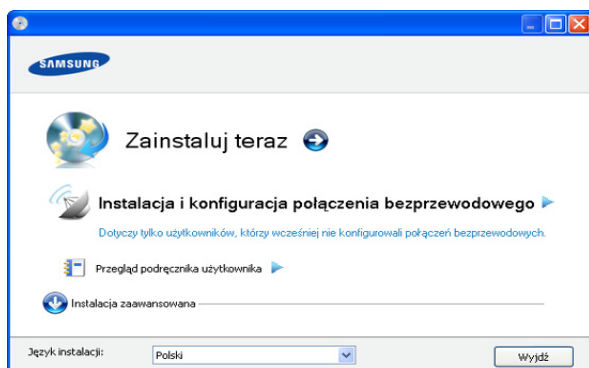 SAMSUNG
Zainstaluj teraz
Instalacja i konfiguracja połączenia bezprzewodowego
Dotyczy tylko użytkowników, którzy wcześniej nie konfigurowali połączeń bezprzewodowych.
Przegląd podręcznika użytkownika
Instalacja zaawansowana
Język instalacji: Polski Wyjdź